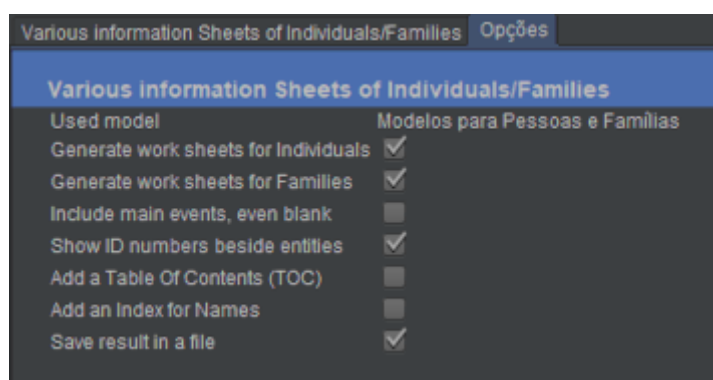 Various information Sheets of Individuals/Families Opções
Various information Sheets of Individuals/Families
Used model Modelos para Pessoas e Famílias
Generate work sheets for Individuals
Generate work sheets for Families
Include main events, even blank
Show ID numbers beside entities
Add a Table Of Contents (TOC)
Add an Index for Names
Save result in a file